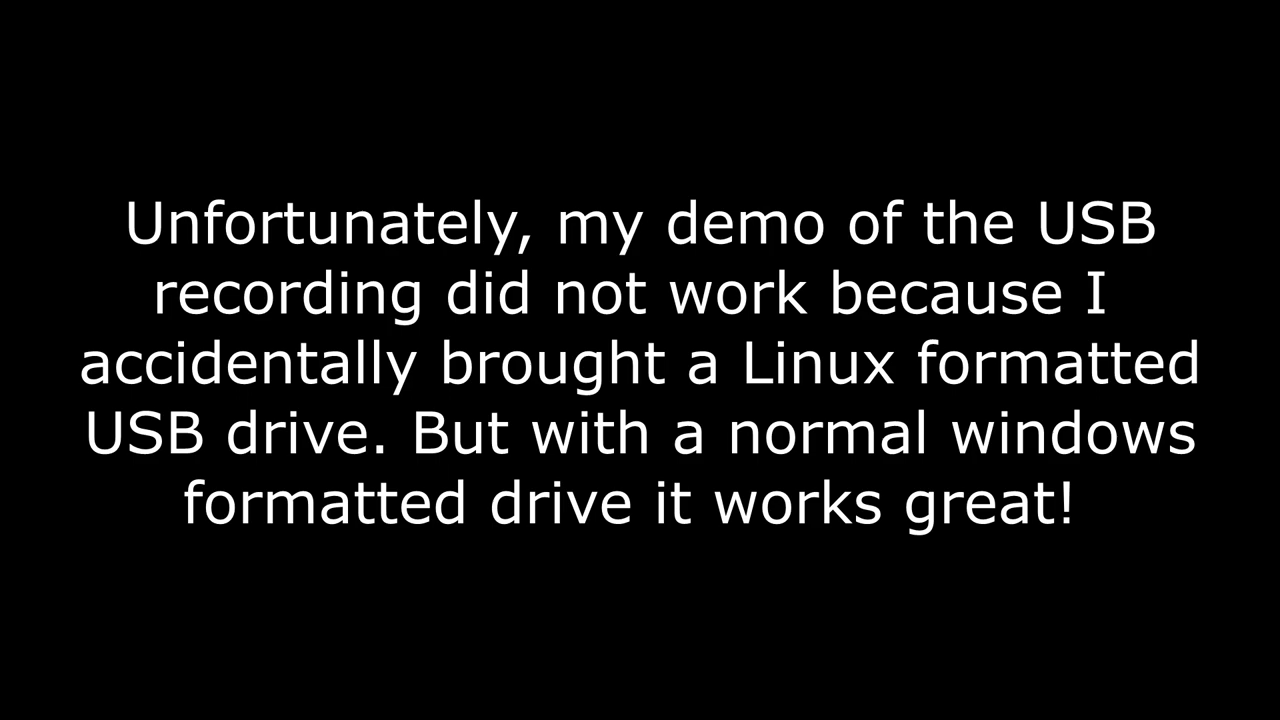 Unfortunately, my demo of the USB
recording did not work because I
accidentally brought a Linux formatted
USB drive. But with a normal windows
formatted drive it works great!